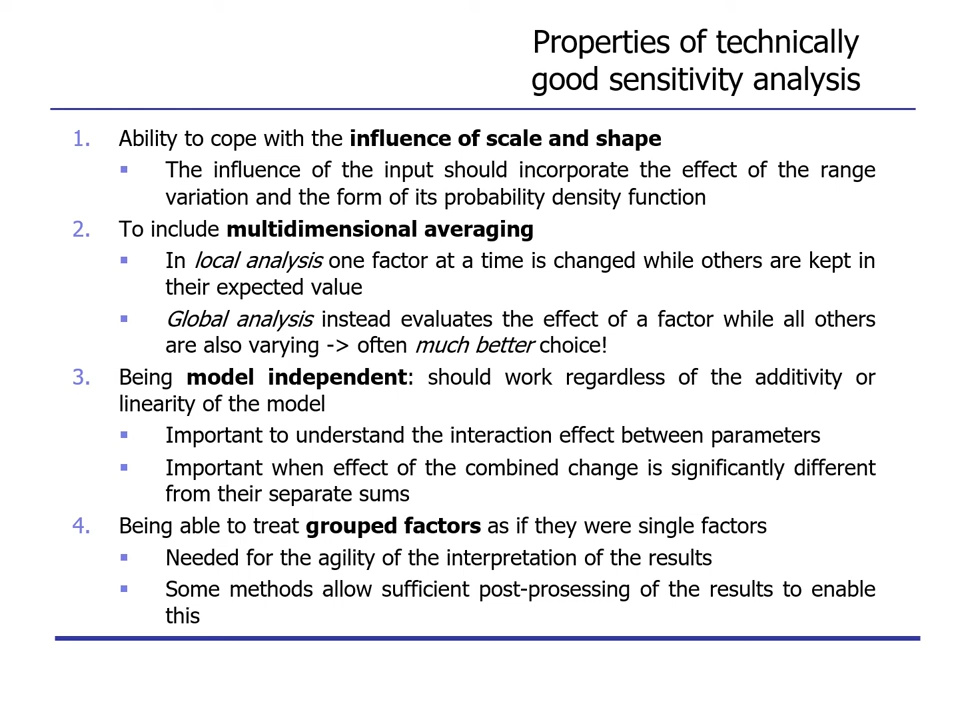 Properties of technically
good sensitivity analysis
1. Ability to cope with the influence of scale and shape
▪ The influence of the input should incorporate the effect of the range
variation and the form of its probability density function
2. To include multidimensional averaging
▪ In local analysis one factor at a time is changed while others are kept in
their expected value
▪ Global analysis instead evaluates the effect of a factor while all others
are also varying -> often much better choice!
3. Being model independent: should work regardless of the additivity or
linearity of the model
▪ Important to understand the interaction effect between parameters
▪ Important when effect of the combined change is significantly different
from their separate sums
4. Being able to treat grouped factors as if they were single factors
▪ Needed for the agility of the interpretation of the results
▪ Some methods allow sufficient post-prosessing of the results to enable
this